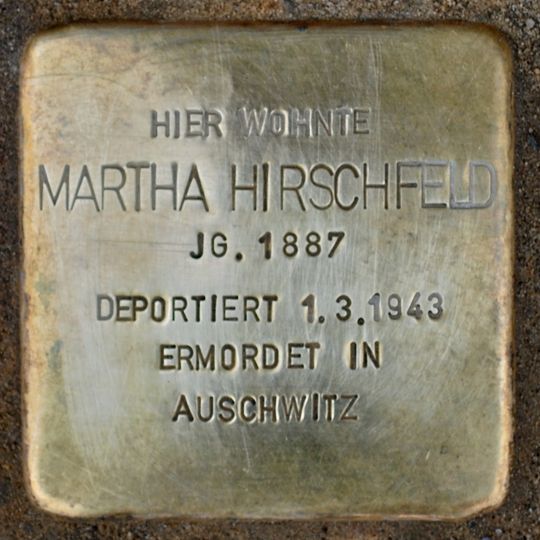 HIER WOHNTE
MARTHA HIRSCHFELD
JG. 1887
DEPORTIERT 1.3.1943
ERMORDET IN
AUSCHWITZ